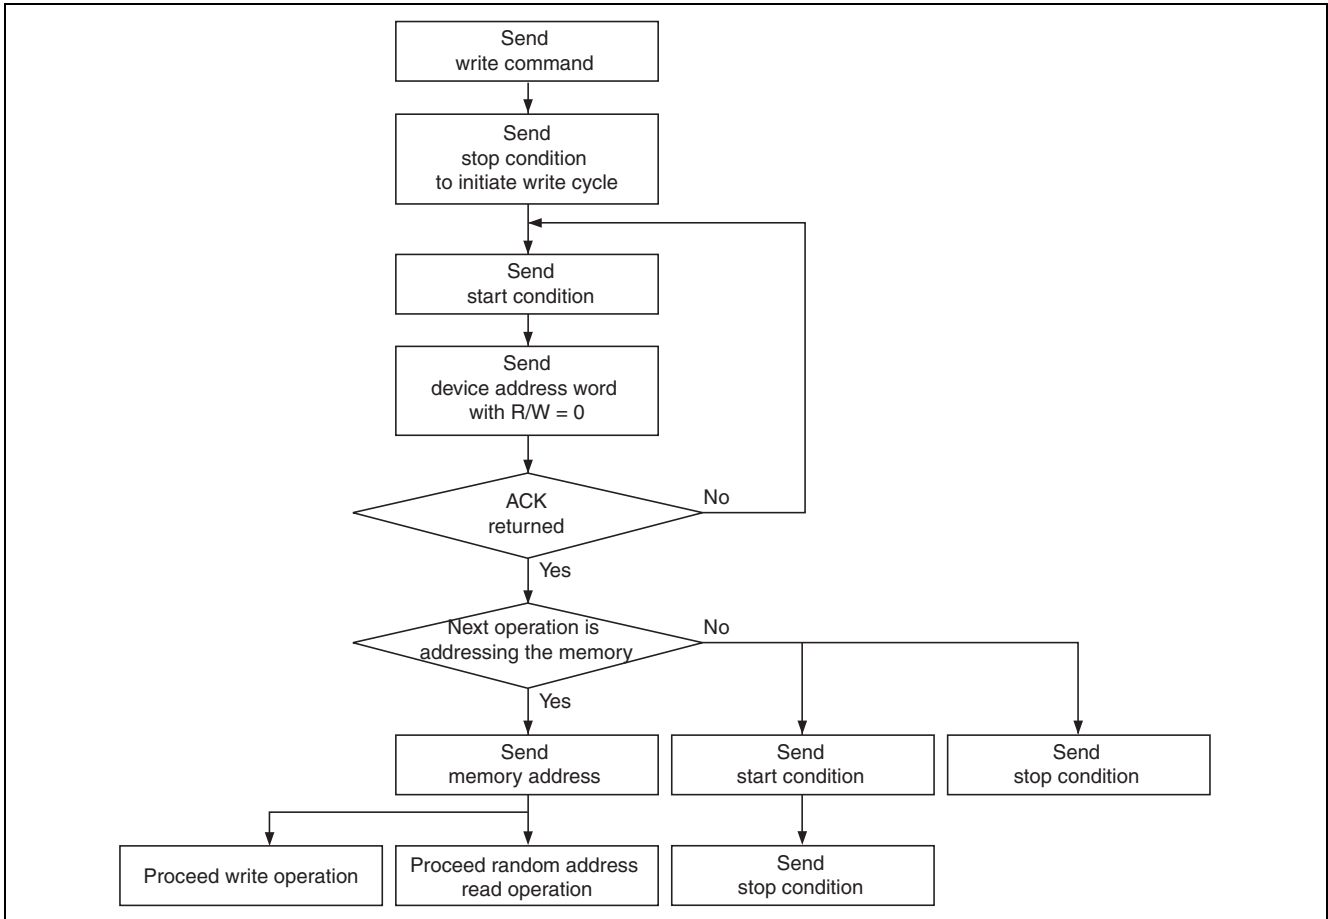 Send
write command
Send
stop condition
to initiate write cycle
Send
start condition
Send
device address word
with R/W = 0
ACK
returned
No
Yes
Next operation is
addressing the memory
No
Yes
Send
memory address
Send
start condition
Send
stop condition
Proceed write operation
Proceed random address
read operation
Send
stop condition